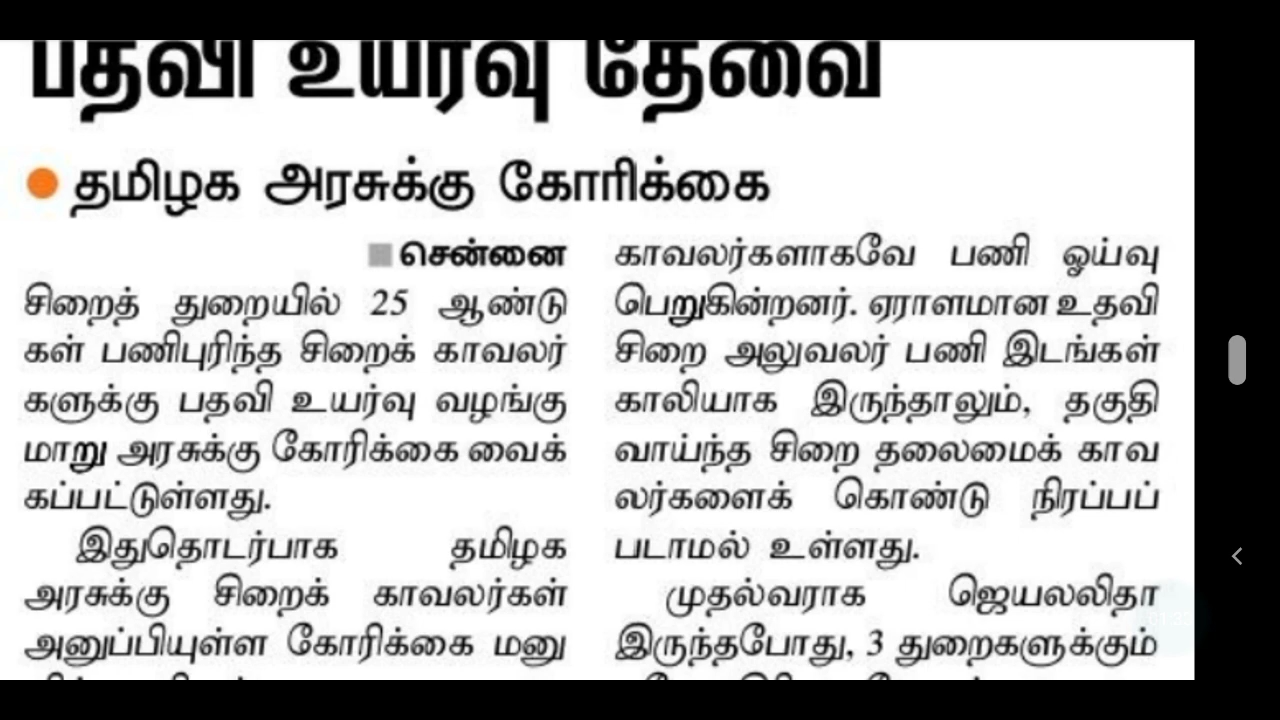 பதவி உயர்வு தேவை
தமிழக அரசுக்கு கோரிக்கை
சென்னை
சிறைத் துறையில் 25 ஆண்டு
கள் பணிபுரிந்த சிறைக் காவலர்
களுக்கு பதவி உயர்வு வழங்கு
மாறு அரசுக்கு கோரிக்கை வைக்
கப்பட்டுள்ளது.
இதுதொடர்பாக தமிழக
அரசுக்கு சிறைக் காவலர்கள்
அனுப்பியுள்ள கோரிக்கை மனு
காவலர்களாகவே பணி ஓய்வு
பெறுகின்றனர். ஏராளமான உதவி
சிறை அலுவலர் பணி இடங்கள்
காலியாக இருந்தாலும், தகுதி
வாய்ந்த சிறை தலைமைக் காவ
லர்களைக் கொண்டு நிரப்பப்
படாமல் உள்ளது.
முதல்வராக ஜெயலலிதா
இருந்தபோது, 3 துறைகளுக்கும்